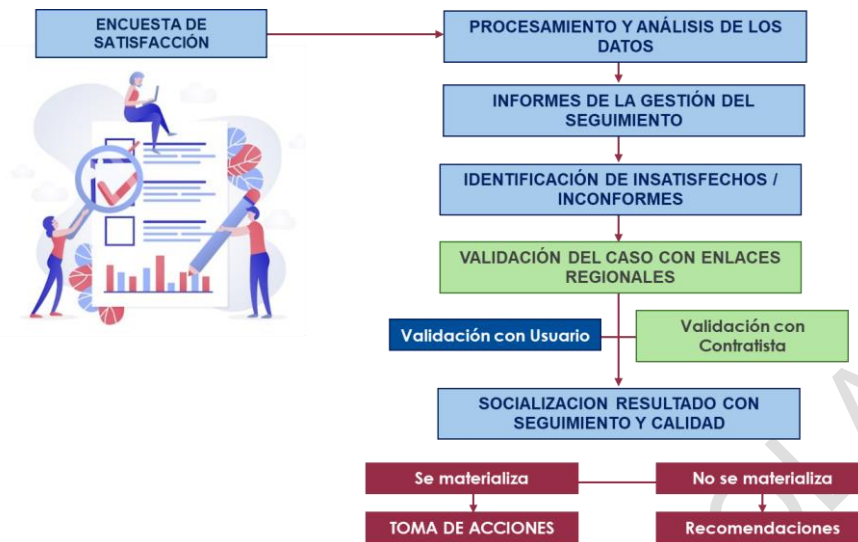 ENCUESTA DE
SATISFACCIÓN
PROCESAMIENTO Y ANÁLISIS DE LOS
DATOS
INFORMES DE LA GESTIÓN DEL
SEGUIMIENTO
IDENTIFICACIÓN DE INSATISFECHOS /
INCONFORMES
VALIDACIÓN DEL CASO CON ENLACES
REGIONALES
Validación con Usuario
Validación con
Contratista
SOCIALIZACION RESULTADO CON
SEGUIMIENTO Y CALIDAD
Se materializa
No se materializa
TOMA DE ACCIONES
Recomendaciones